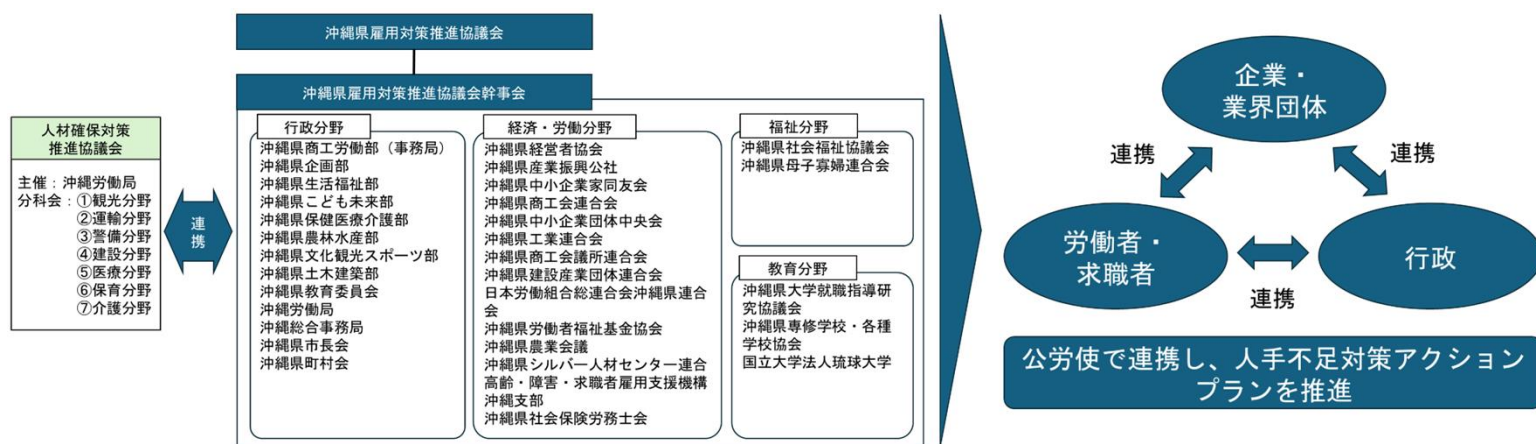 沖縄県雇用対策推進協議会
沖縄県雇用対策推進協議会幹事会
人材確保対策
推進協議会
主催：沖縄労働局
分科会：①観光分野
②運輸分野
③警備分野
④建設分野
⑤医療分野
⑥保育分野
⑦介護分野
連
携
行政分野
沖縄県商工労働部（事務局）
沖縄県企画部
沖縄県生活福祉部
沖縄県こども未来部
沖縄県保健医療介護部
沖縄県農林水産部
沖縄県文化観光スポーツ部
沖縄県土木建築部
沖縄県教育委員会
沖縄労働局
沖縄総合事務局
沖縄県市長会
沖縄県町村会
経済・労働分野
沖縄県経営者協会
沖縄県産業振興公社
沖縄県中小企業家同友会
沖縄県商工会連合会
沖縄県中小企業団体中央会
沖縄県工業連合会
沖縄県商工会議所連合会
沖縄県建設産業団体連合会
日本労働組合総連合会沖縄県連合
会
沖縄県労働者福祉基金協会
沖縄県農業会議
沖縄県シルバー人材センター連合
高齢・障害・求職者雇用支援機構
沖縄支部
沖縄県社会保険労務士会
福祉分野
沖縄県社会福祉協議会
沖縄県母子寡婦連合会
教育分野
沖縄県大学就職指導研
究協議会
沖縄県専修学校・各種
学校協会
国立大学法人琉球大学
企業・
業界団体
連携
連携
労働者・
求職者
行政
連携
公労使で連携し、人手不足対策アクション
プランを推進